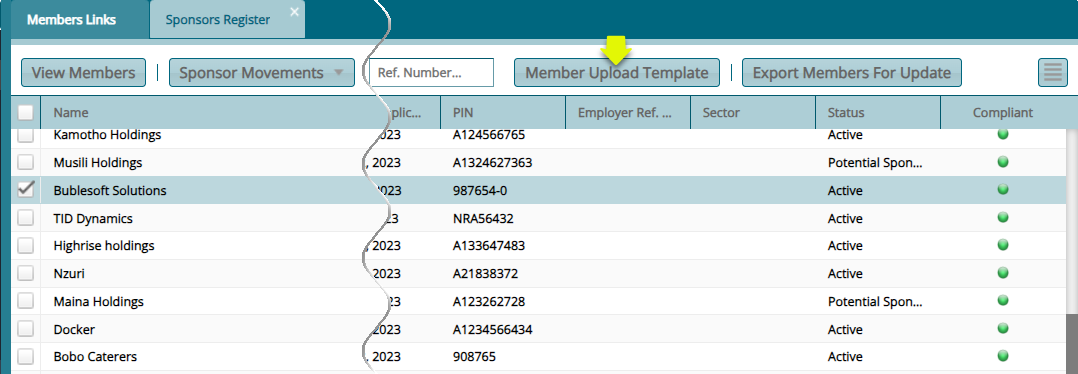 Members Links Sponsors Register
View Members Sponsor Movements Ref. Number... Member Upload Template Export Members For Update
Name plic... PIN Employer Ref. ... Sector Status Compliant
Kamotho Holdings 2023 A124566765 Active
Musili Holdings , 2023 A1324627363 Potential Spon...
Bublesoft Solutions 2023 987654-0 Active
TID Dynamics 23 NRA56432 Active
Highrise holdings , 2023 A133647483 Active
Nzuri , 2023 A21838372 Active
Maina Holdings 23 A123262728 Potential Spon...
Docker 2023 A1234566434 Active
Bobo Caterers , 2023 908765 Active